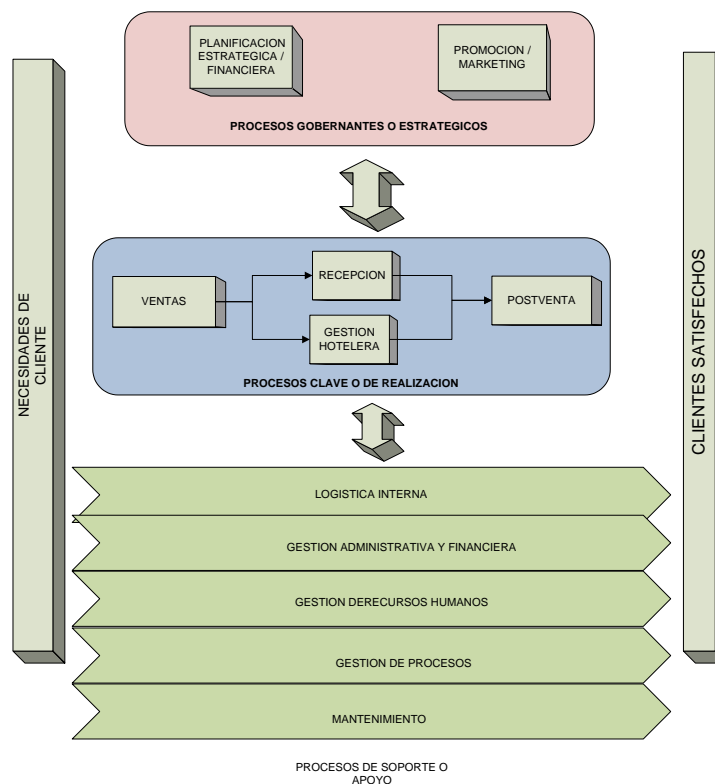 PLANIFICACION
ESTRATEGICA /
FINANCIERA
PROMOCION /
MARKETING
PROCESOS GOBERNANTES O ESTRATEGICOS
NECESIDADES DE
CLIENTE
VENTAS
RECEPCION
GESTION
HOTELERA
POSTVENTA
PROCESOS CLAVE O DE REALIZACION
CLIENTES SATISFECHOS
LOGISTICA INTERNA
GESTION ADMINISTRATIVA Y FINANCIERA
GESTION DERECURSOS HUMANOS
GESTION DE PROCESOS
MANTENIMIENTO
PROCESOS DE SOPORTE O
APOYO